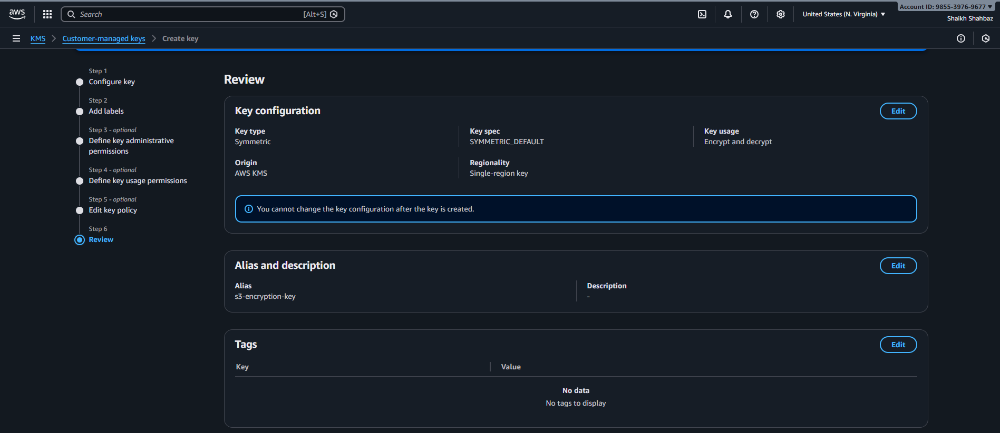 aws
Search
[Alt+S]
United States (N. Virginia)
Account ID: 9855-3976-9677
Shaikh Shahbaz
KMS
Customer-managed keys
Create key
Step 1
Configure key
Step 2
Add labels
Step 3 - optional
Define key administrative
permissions
Step 4 - optional
Define key usage permissions
Step 5 - optional
Edit key policy
Step 6
Review
Review
Key configuration
Edit
Key type
Symmetric
Key spec
SYMMETRIC_DEFAULT
Key usage
Encrypt and decrypt
Origin
AWS KMS
Regionality
Single-region key
You cannot change the key configuration after the key is created.
Alias and description
Edit
Alias
s3-encryption-key
Description
-
Tags
Edit
Key
Value
No data
No tags to display